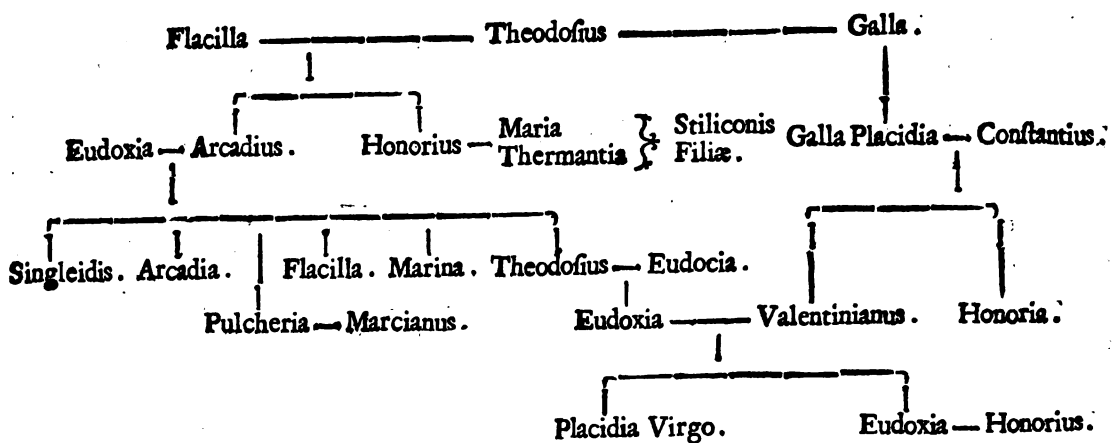 Flacilla Theodoſius Galla.
Eudoxia Arcadius. Honorius Maria Thermantia Stiliconis Filiæ. Galla Placidia Conſtantius.
Singleidis. Arcadia. Flacilla. Marina. Theodoſius Eudocia.
Pulcheria Marcianus. Eudoxia Valentinianus. Honoria.
Placidia Virgo. Eudoxia Honorius.